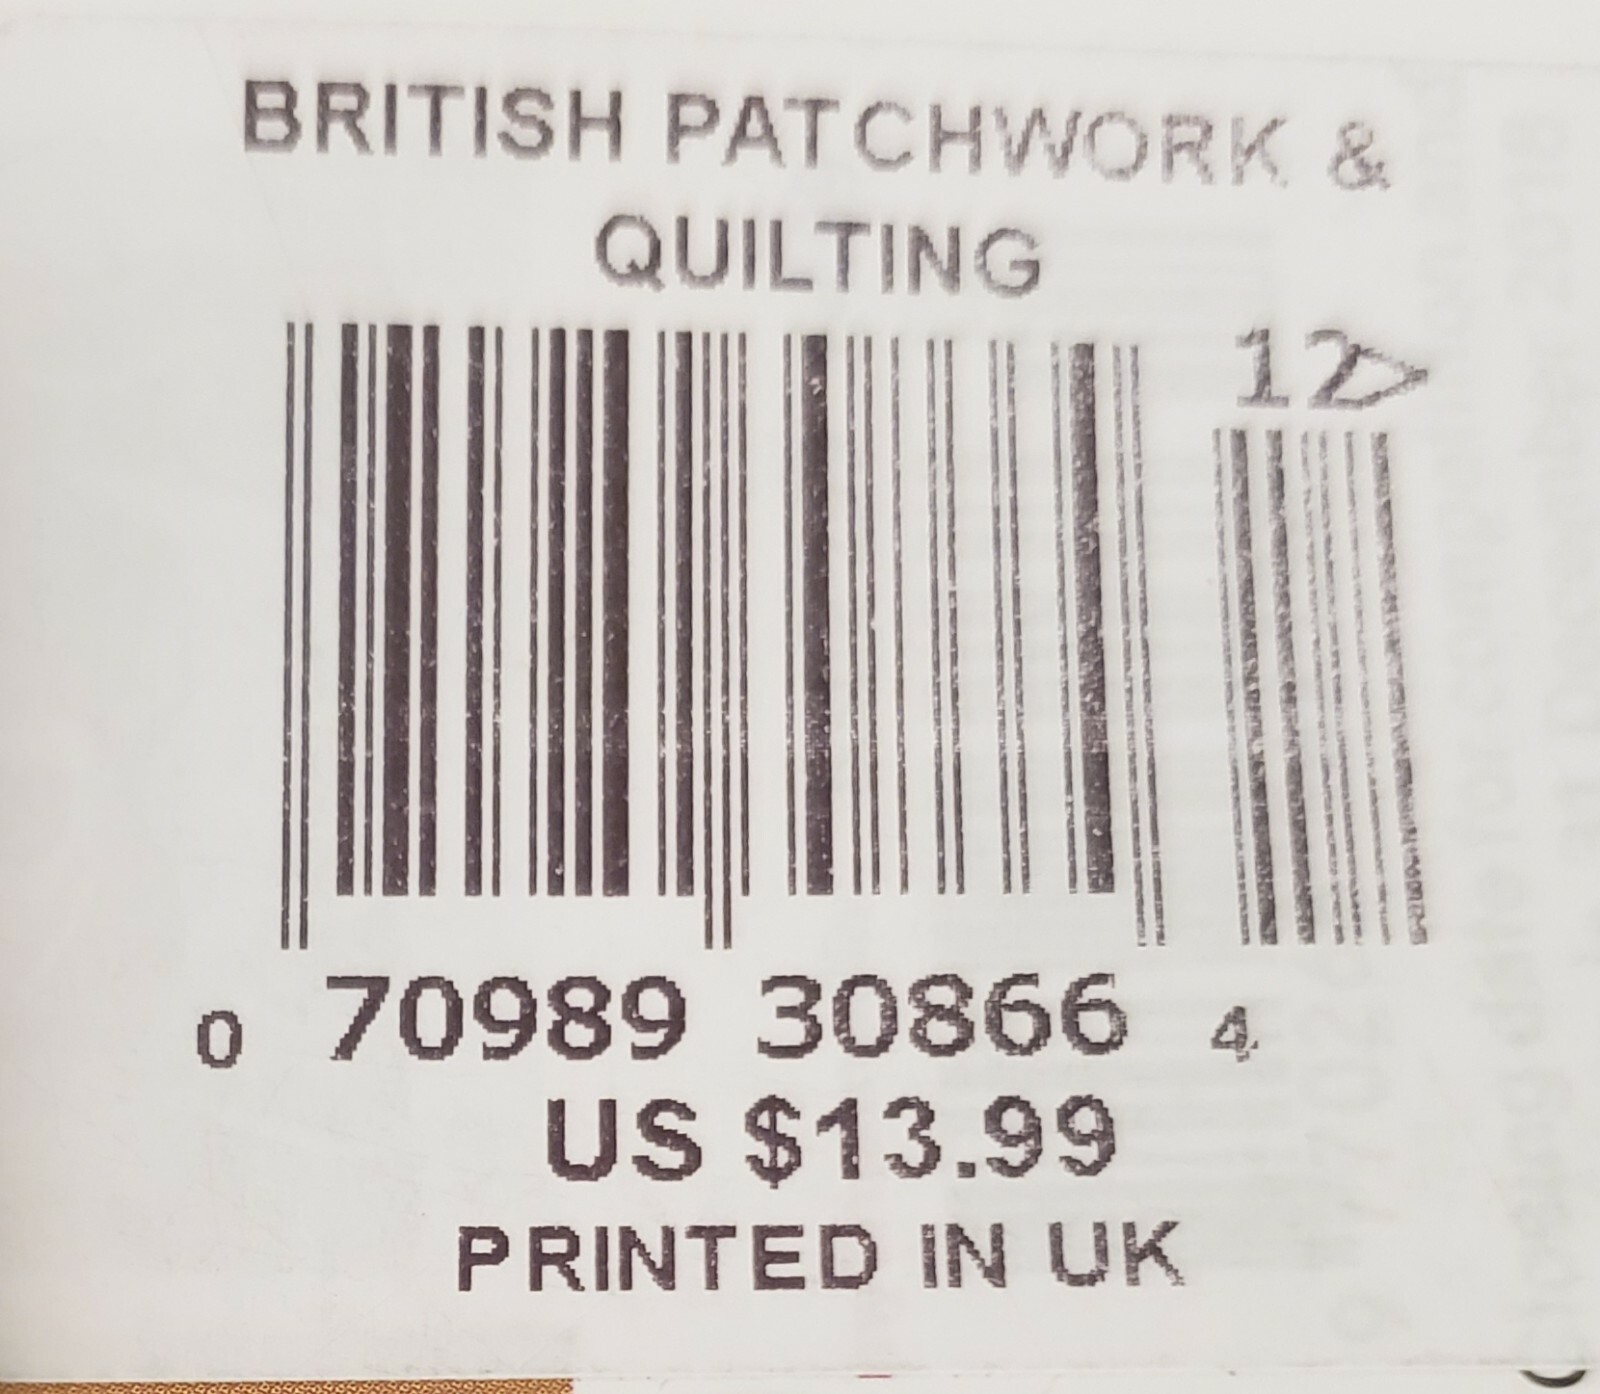 BRITISH PATCHWORK &
QUILTING
12>
0 70989 30866 4
US $13.99
PRINTED IN UK